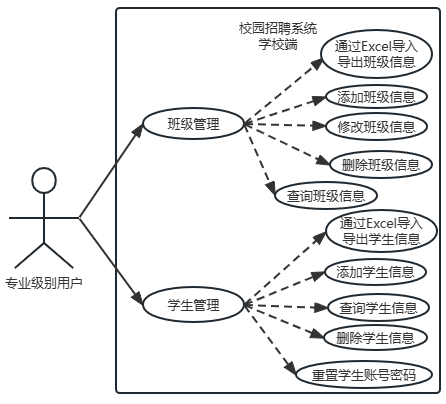 校园招聘系统
学校端
通过Excel导入
导出班级信息
添加班级信息
班级管理
修改班级信息
删除班级信息
查询班级信息
通过Excel导入
导出学生信息
添加学生信息
专业级别用户
学生管理
查询学生信息
删除学生信息
重置学生账号密码